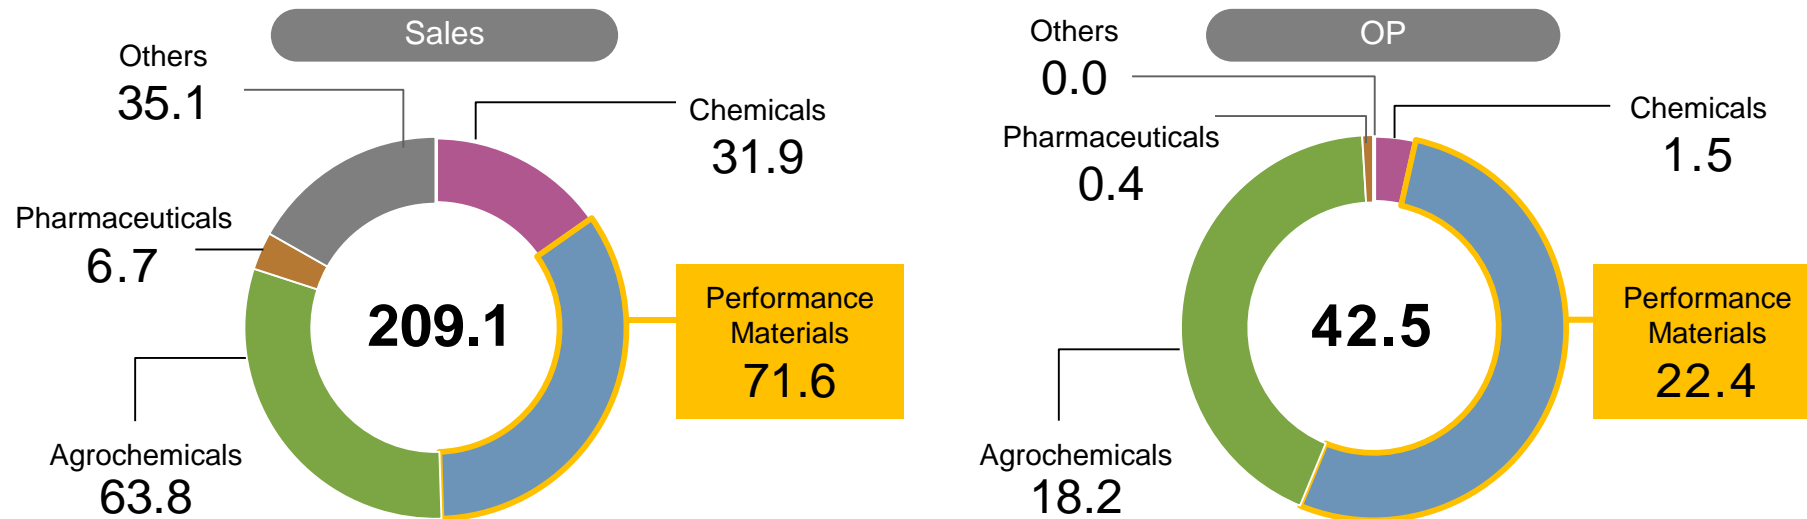 Sales
Others
35.1
Chemicals
31.9
Pharmaceuticals
6.7
209.1
Performance
Materials
71.6
Agrochemicals
63.8
OP
Others
0.0
Chemicals
1.5
Pharmaceuticals
0.4
42.5
Performance
Materials
22.4
Agrochemicals
18.2